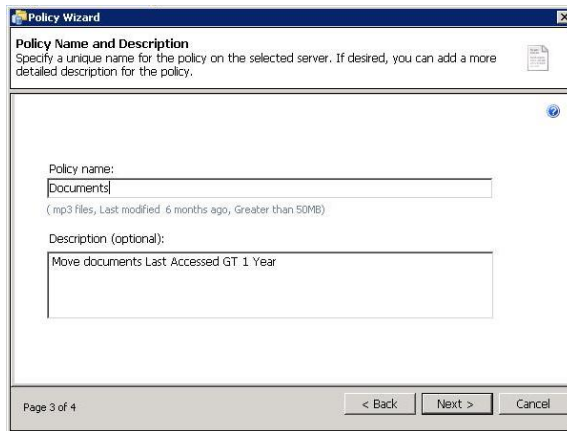 Policy Wizard
Policy Name and Description
Specify a unique name for the policy on the selected server. If desired, you can add a more
detailed description for the policy.
Policy name:
Documents
( mp3 files, Last modified 6 months ago, Greater than 50MB)
Description (optional):
Move documents Last Accessed GT 1 Year
Page 3 of 4
< Back
Next >
Cancel